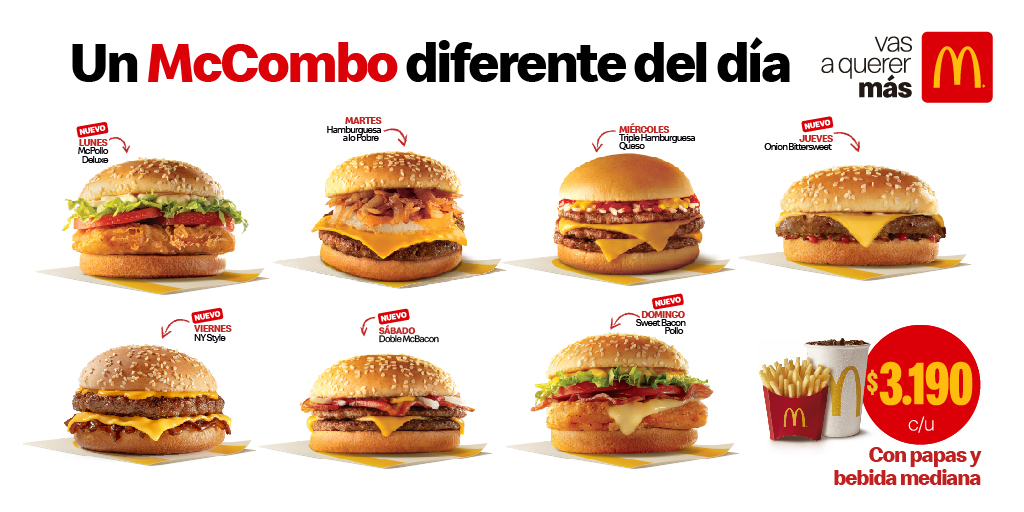 Un McCombo diferente del día
vas
a querer
más
NUEVO
LUNES
McPollo
Deluxe
MARTES
Hamburguesa
a lo Pobre
MIÉRCOLES
Triple Hamburguesa
Queso
NUEVO
JUEVES
Onion Bittersweet
NUEVO
VIERNES
NY Style
NUEVO
SÁBADO
Doble McBacon
NUEVO
DOMINGO
Sweet Bacon
Pollo
$3.190
c/u
Con papas y
bebida mediana